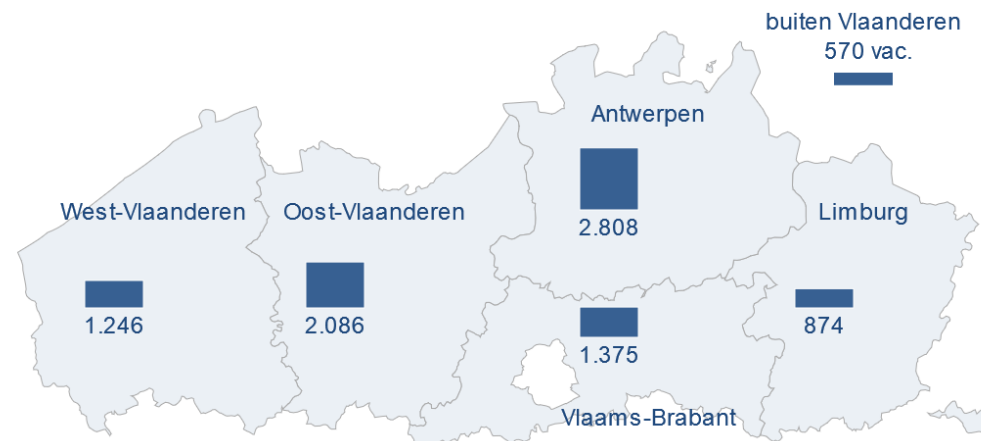 buiten Vlaanderen
570 vac.
Antwerpen
2.808
West-Vlaanderen
1.246
Oost-Vlaanderen
2.086
Limburg
874
1.375
Vlaams-Brabant